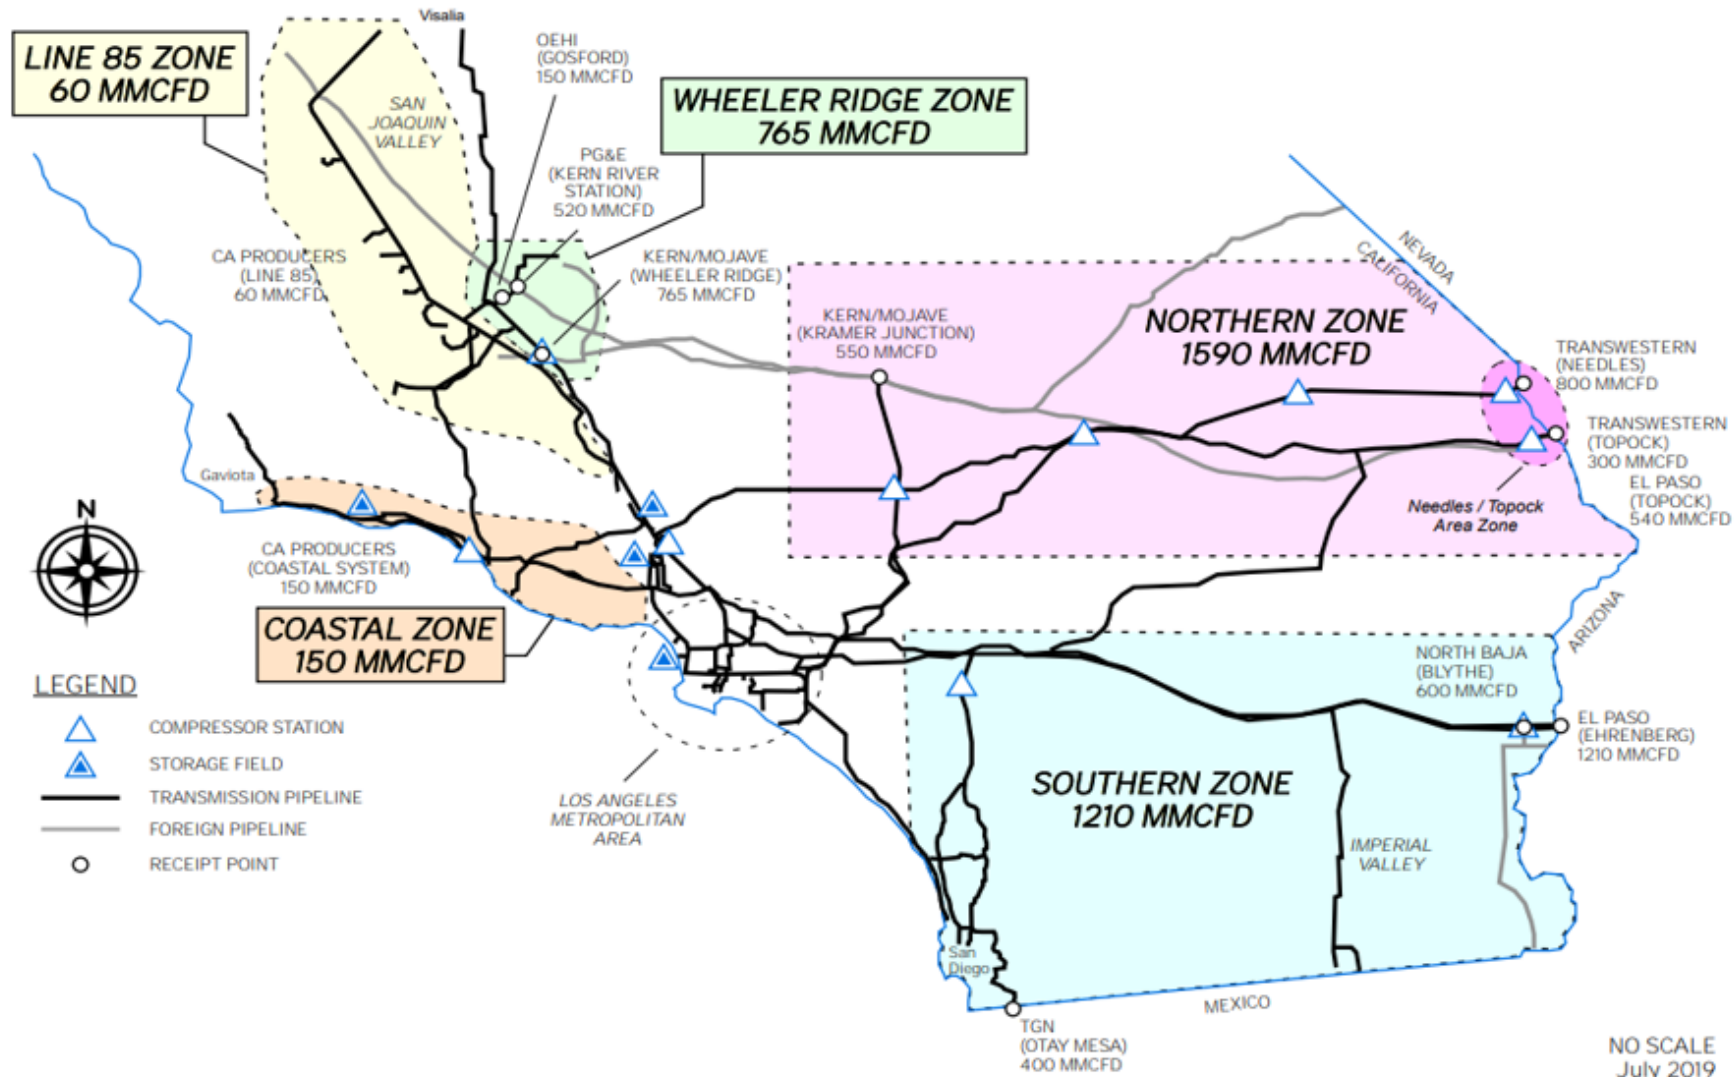 Visalia
LINE 85 ZONE
60 MMCFD
OEHI
(GOSFORD)
150 MMCFD
SAN
JOAQUIN
VALLEY
WHEELER RIDGE ZONE
765 MMCFD
PG&E
(KERN RIVER
STATION)
520 MMCFD
CA PRODUCERS
(LINE 85)
60 MMCFD
KERN/MOJAVE
(WHEELER RIDGE)
765 MMCFD
NEVADA
CALIFORNIA
KERN/MOJAVE
(KRAMER JUNCTION)
550 MMCFD
NORTHERN ZONE
1590 MMCFD
TRANSWESTERN
(NEEDLES)
800 MMCFD
TRANSWESTERN
(TOPOCK)
300 MMCFD
EL PASO
(TOPOCK)
540 MMCFD
Needles / Topock
Area Zone
Gaviota
N
CA PRODUCERS
(COASTAL SYSTEM)
150 MMCFD
COASTAL ZONE
150 MMCFD
ARIZONA
NORTH BAJA
(BLYTHE)
600 MMCFD
EL PASO
(EHRENBERG)
1210 MMCFD
LEGEND
COMPRESSOR STATION
STORAGE FIELD
TRANSMISSION PIPELINE
FOREIGN PIPELINE
RECEIPT POINT
LOS ANGELES
METROPOLITAN
AREA
SOUTHERN ZONE
1210 MMCFD
IMPERIAL
VALLEY
San
Diego
MEXICO
TGN
(OTAY MESA)
400 MMCFD
NO SCALE
July 2019